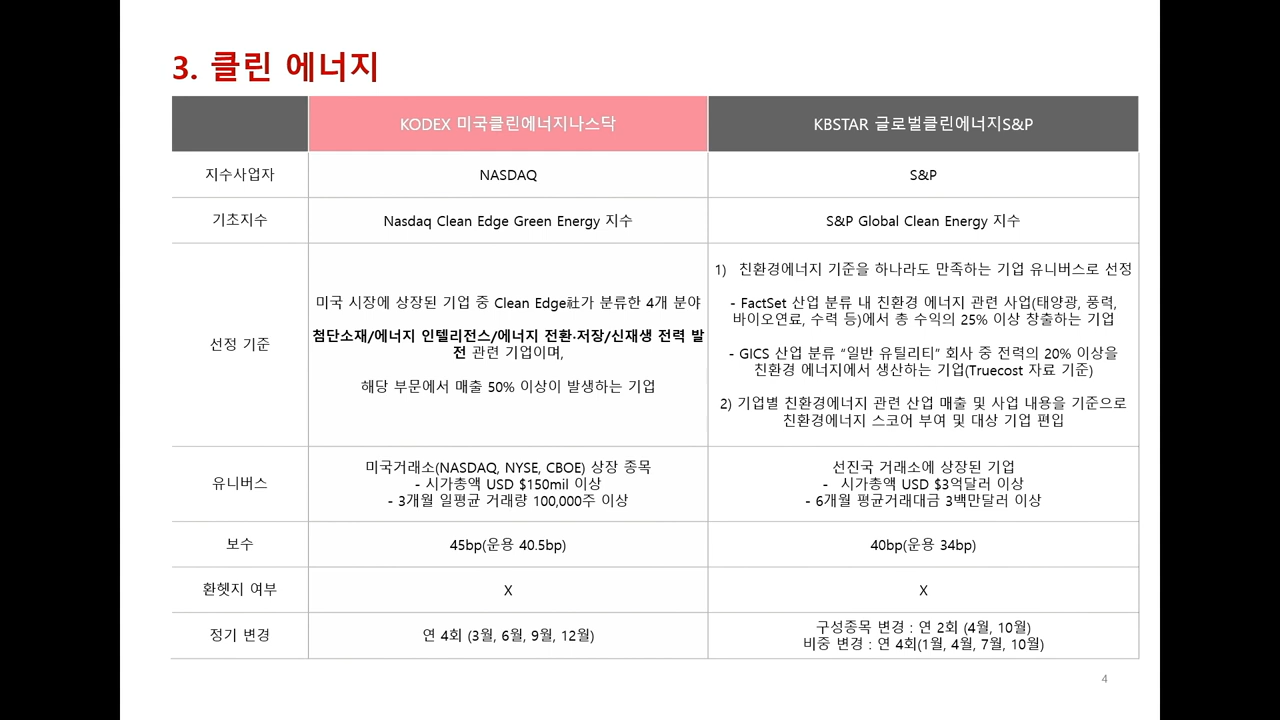 3. 클린 에너지
KODEX 미국클린에너지나스닥
KBSTAR 글로벌클린에너지S&P
지수사업자
NASDAQ
S&P
기초지수
Nasdaq Clean Edge Green Energy 지수
S&P Global Clean Energy 지수
선정 기준
미국 시장에 상장된 기업 중 Clean Edge社가 분류한 4개 분야
첨단소재/에너지 인텔리전스/에너지 전환·저장/신재생 전력 발
전 관련 기업이며,
해당 부문에서 매출 50% 이상이 발생하는 기업
1) 친환경에너지 기준을 하나라도 만족하는 기업 유니버스로 선정
- FactSet 산업 분류 내 친환경 에너지 관련 사업(태양광, 풍력,
바이오연료, 수력 등)에서 총 수익의 25% 이상 창출하는 기업
- GICS 산업 분류 “일반 유틸리티” 회사 중 전력의 20% 이상을
친환경 에너지에서 생산하는 기업(Truecost 자료 기준)
2) 기업별 친환경에너지 관련 산업 매출 및 사업 내용을 기준으로
친환경에너지 스코어 부여 및 대상 기업 편입
유니버스
미국거래소(NASDAQ, NYSE, CBOE) 상장 종목
- 시가총액 USD $150mil 이상
- 3개월 일평균 거래량 100,000주 이상
선진국 거래소에 상장된 기업
- 시가총액 USD $3억달러 이상
- 6개월 평균거래대금 3백만달러 이상
보수
45bp(운용 40.5bp)
40bp(운용 34bp)
환헷지 여부
X
X
정기 변경
연 4회 (3월, 6월, 9월, 12월)
구성종목 변경 : 연 2회 (4월, 10월)
비중 변경 : 연 4회(1월, 4월, 7월, 10월)
4